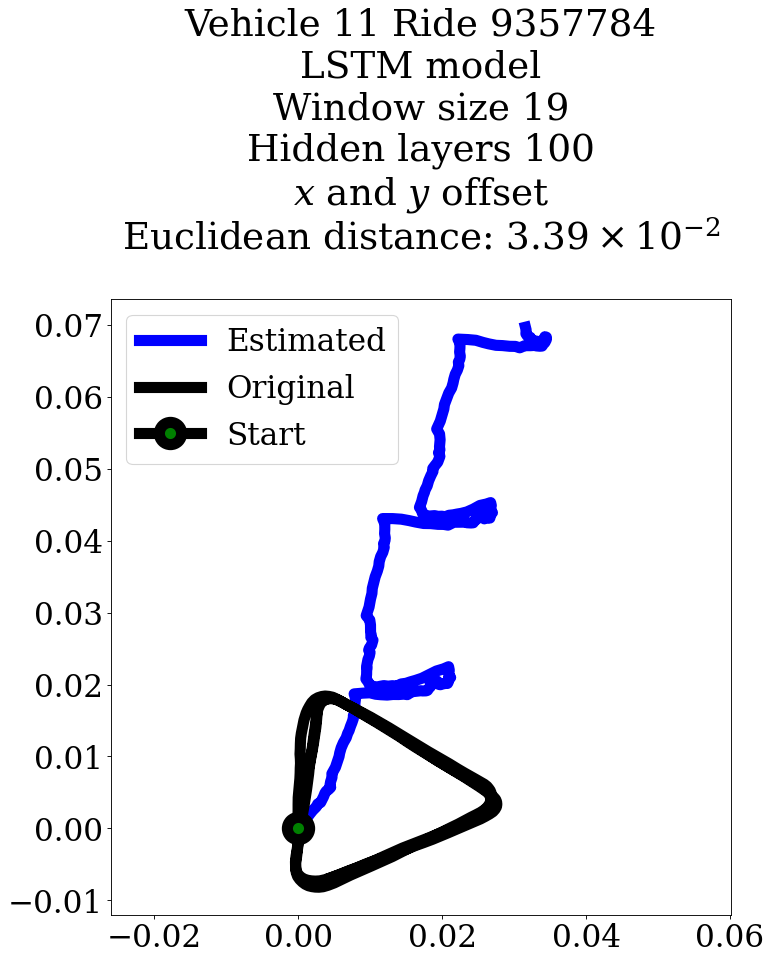 Vehicle 11 Ride 9357784
LSTM model
Window size 19
Hidden layers 100
x and y offset
Euclidean distance: 3.39 × 10⁻²
Estimated
Original
Start
0.07
0.06
0.05
0.04
0.03
0.02
0.01
0.00
−0.01
−0.02 0.00 0.02 0.04 0.06